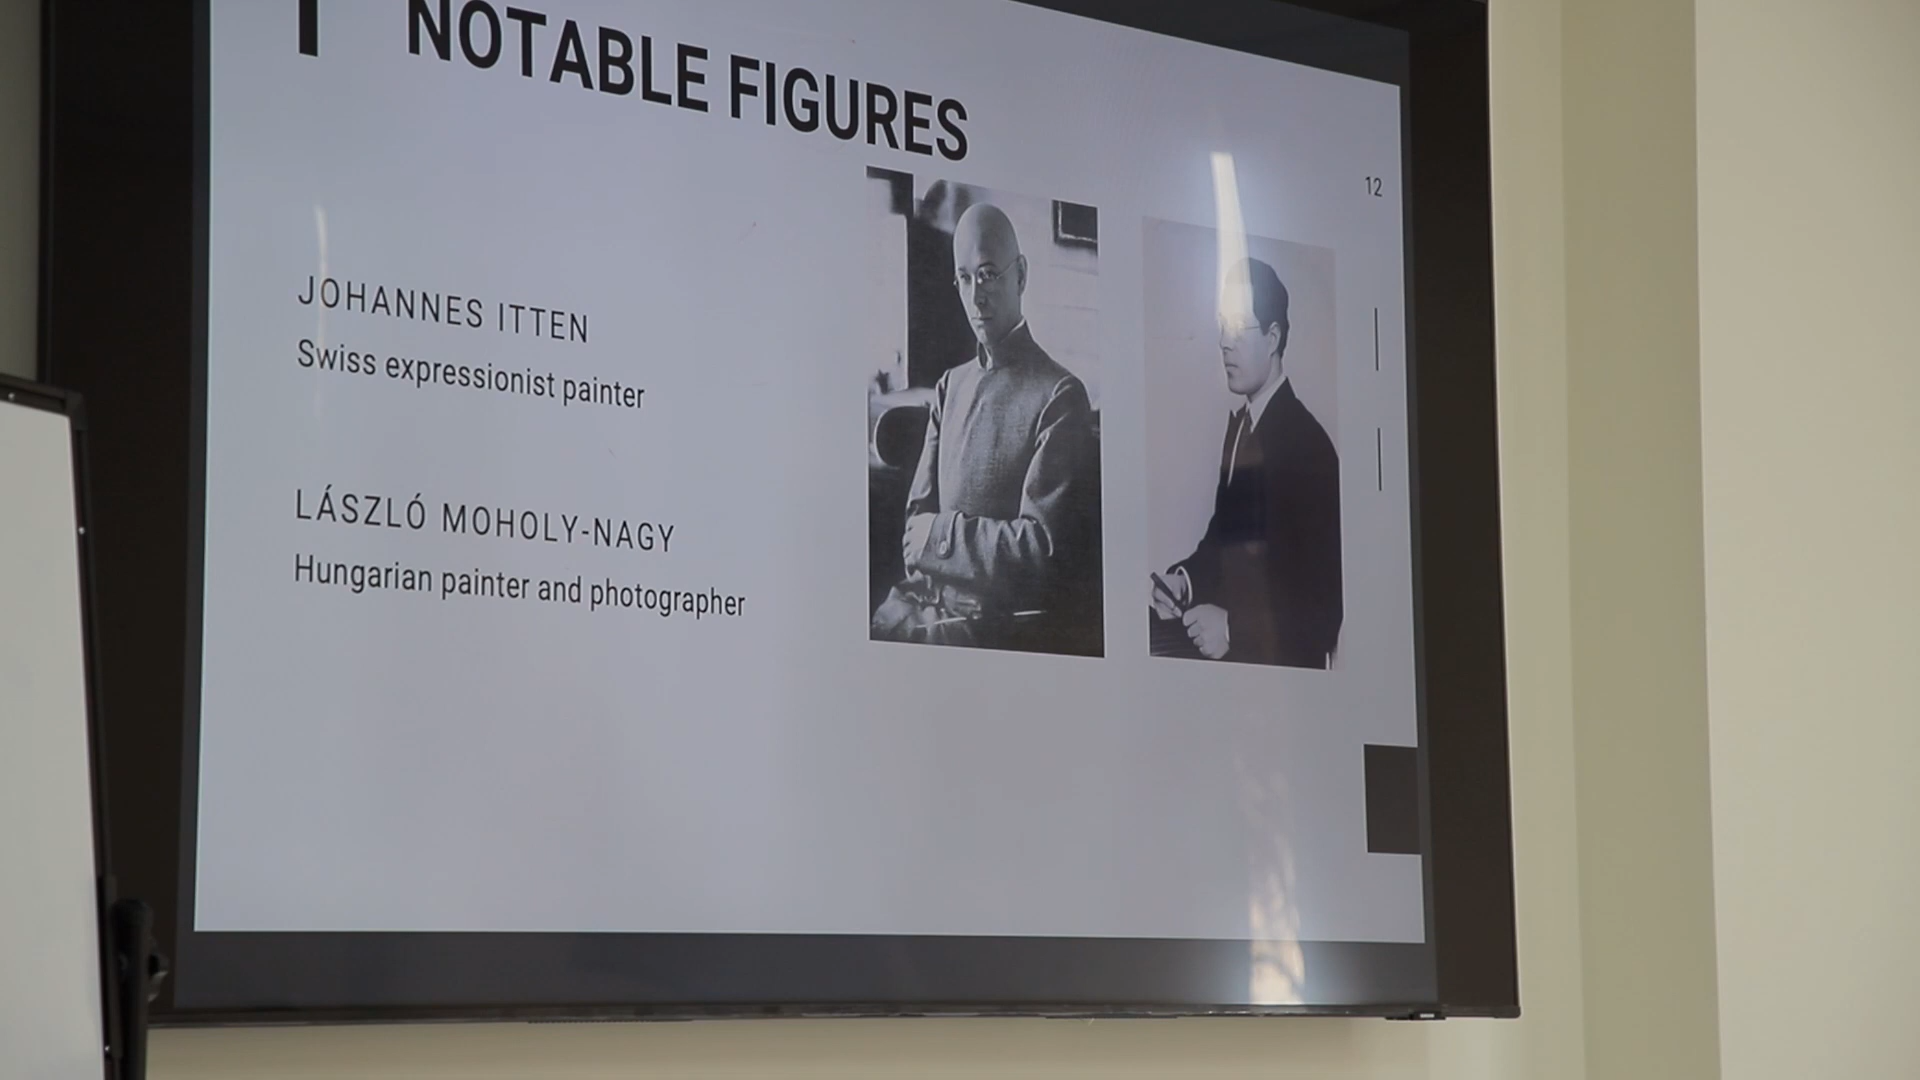 NOTABLE FIGURES
12
JOHANNES ITTEN
Swiss expressionist painter
LÁSZLÓ MOHOLY-NAGY
Hungarian painter and photographer